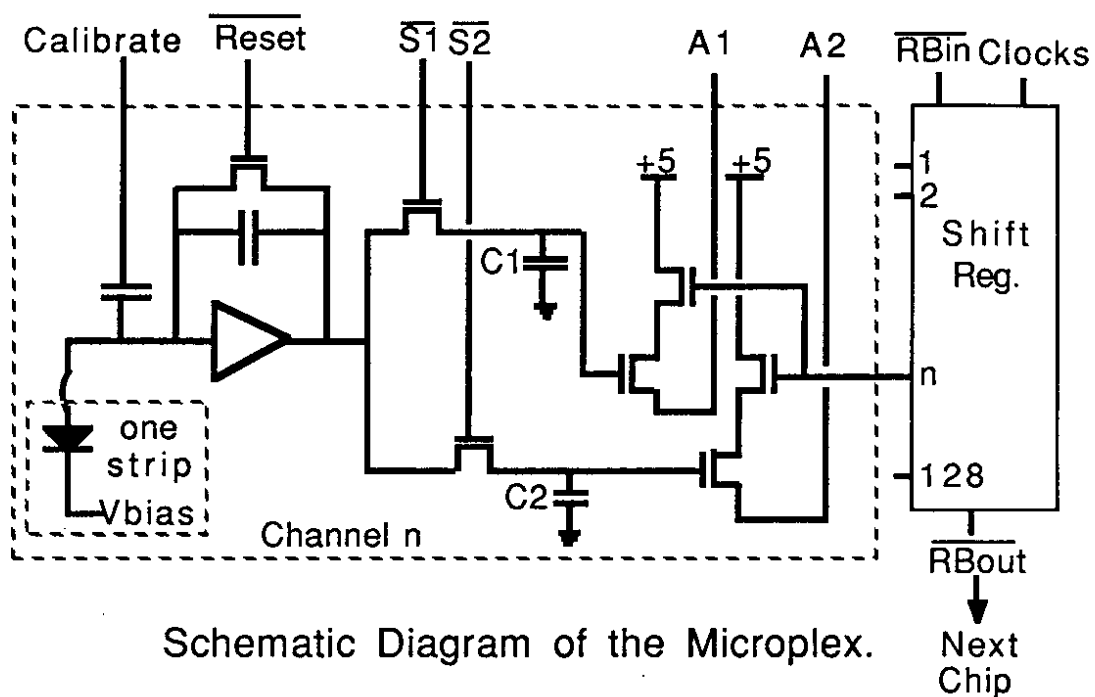 Calibrate Reset S1 S2 A1 A2 RBin Clocks
+5 +5
1
2
Shift
Reg.
C1
n
one
strip
Vbias
C2
128
Channel n
RBout
Schematic Diagram of the Microplex.
Next
Chip